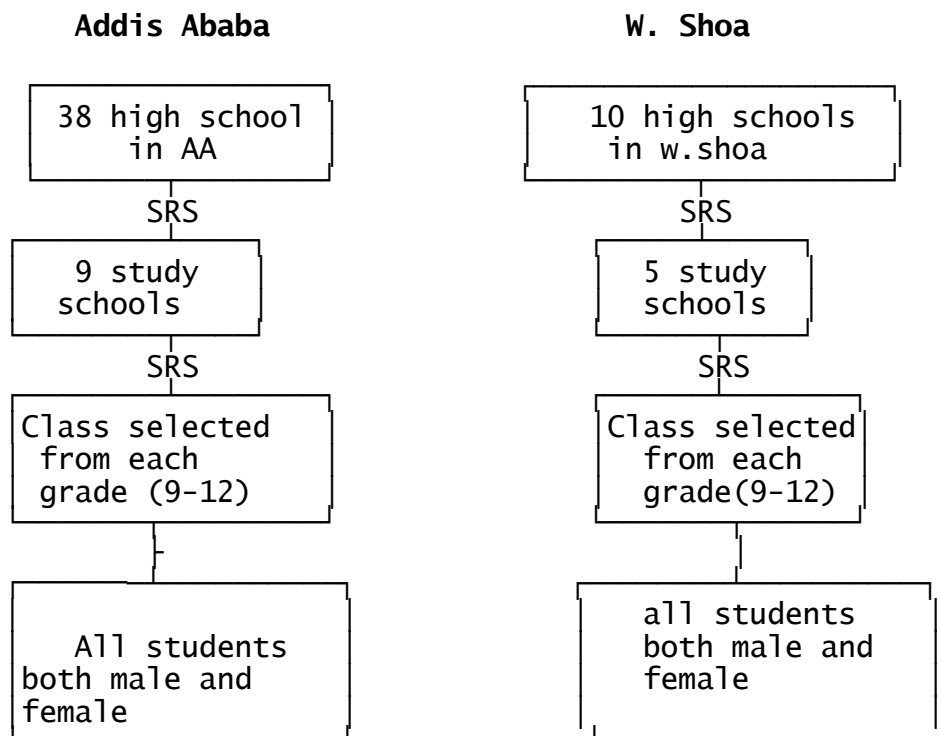 Addis Ababa
38 high school
in AA
SRS
9 study
schools
SRS
Class selected
from each
grade (9-12)
All students
both male and
female
W. Shoa
10 high schools
in w.shoa
SRS
5 study
schools
SRS
Class selected
from each
grade(9-12)
all students
both male and
female